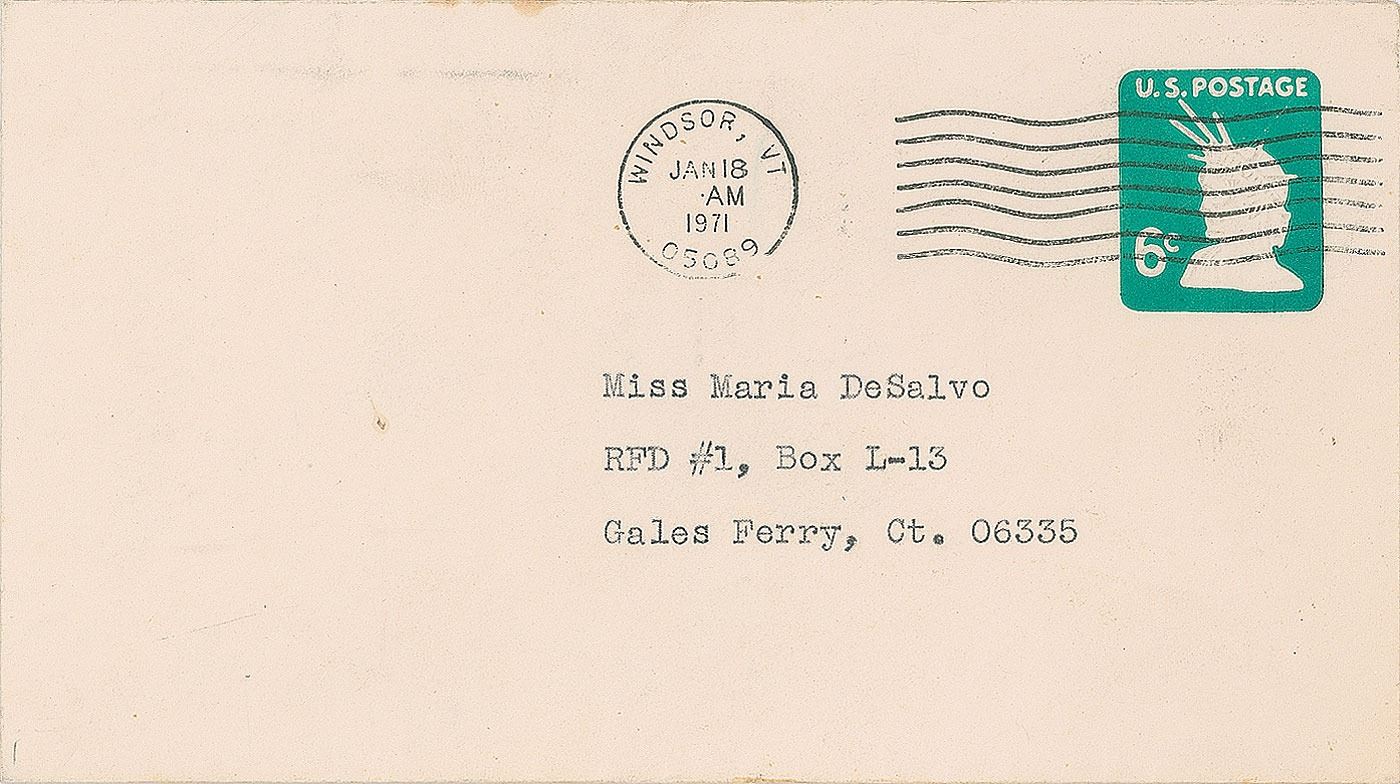 U.S. POSTAGE
WINDSOR, VT
JAN 18
AM
1971
05089
6c
Miss Maria DeSalvo
RFD #1, Box L-13
Gales Ferry, Ct. 06335